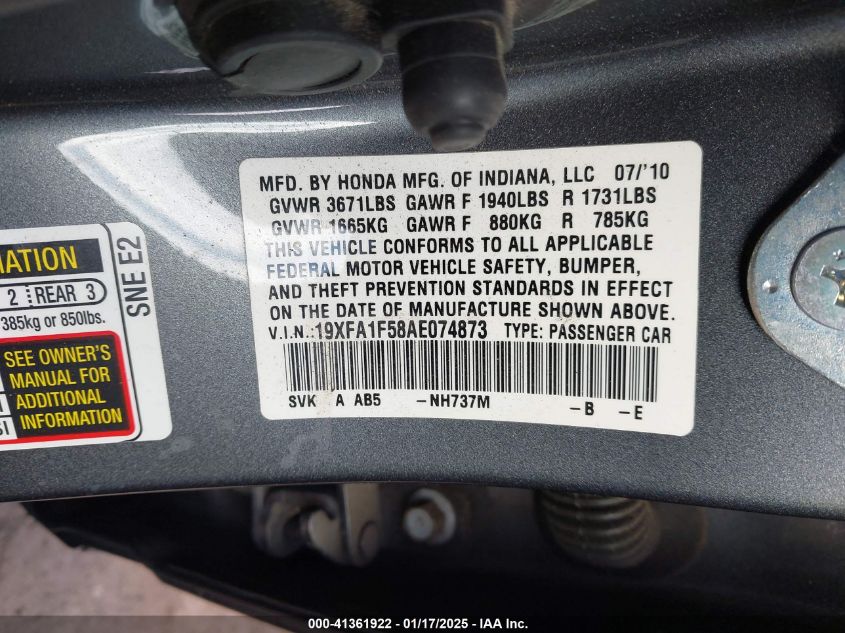 MFD. BY HONDA MFG. OF INDIANA, LLC 07/'10
GVWR 3671LBS GAWR F 1940LBS R 1731LBS
GVWR 1665KG GAWR F 880KG R 785KG
THIS VEHICLE CONFORMS TO ALL APPLICABLE
FEDERAL MOTOR VEHICLE SAFETY, BUMPER,
AND THEFT PREVENTION STANDARDS IN EFFECT
ON THE DATE OF MANUFACTURE SHOWN ABOVE.
V.I.N.:19XFA1F58AE074873 TYPE: PASSENGER CAR
SVK A AB5 -NH737M -B -E
2 REAR 3
385kg or 850lbs.
SEE OWNER'S
MANUAL FOR
ADDITIONAL
INFORMATION
SNE E2
000-41361922 - 01/17/2025 - IAA Inc.